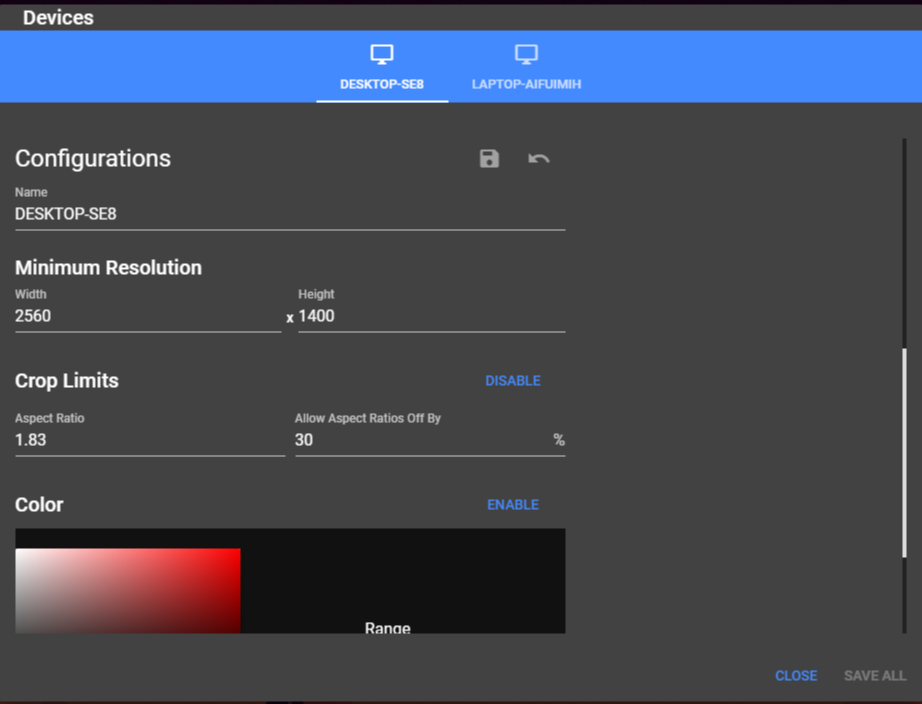 Devices
DESKTOP-SE8 LAPTOP-AIFUIMIH
Configurations
Name
DESKTOP-SE8
Minimum Resolution
Width Height
2560 x 1400
Crop Limits DISABLE
Aspect Ratio Allow Aspect Ratios Off By
1.83 30 %
Color ENABLE
Range
CLOSE SAVE ALL